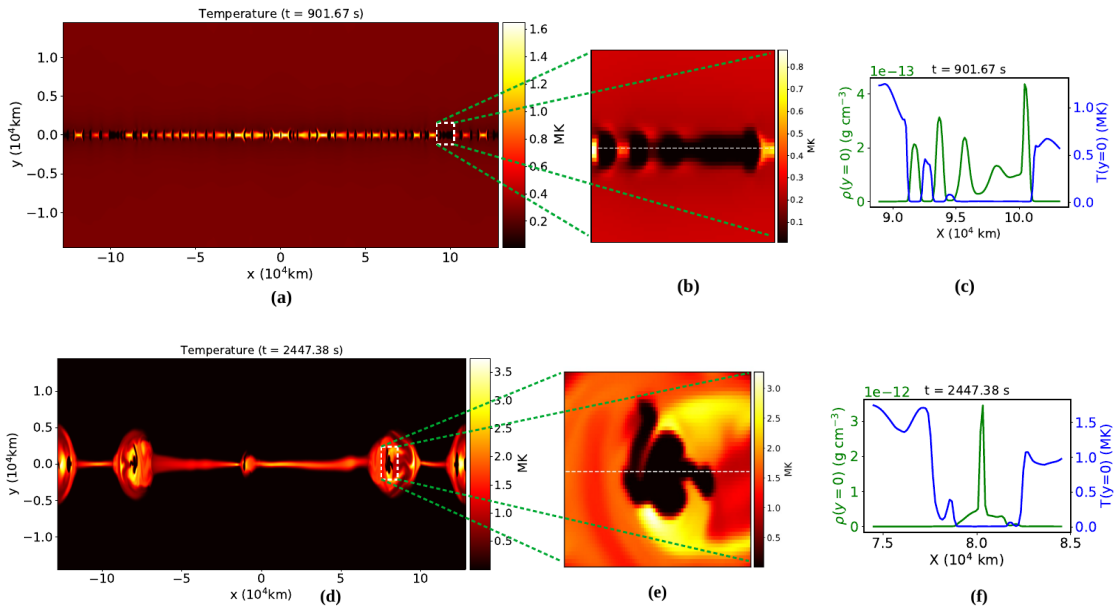 Temperature (t = 901.67 s)
1.0
0.5
0.0
−0.5
−1.0
y (10⁴km)
−10
−5
0
5
10
x (10⁴km)
1.6
1.4
1.2
1.0
0.8
0.6
0.4
0.2
MK
(a)
0.8
0.7
0.6
0.5
0.4
0.3
0.2
0.1
MK
(b)
1e−13
t = 901.67 s
4
2
0
ρ(y = 0) (g cm⁻³)
1.0
0.5
0.0
T(y=0) (MK)
9.0
9.5
10.0
X (10⁴ km)
(c)
Temperature (t = 2447.38 s)
1.0
0.5
0.0
−0.5
−1.0
y (10⁴km)
−10
−5
0
5
10
x (10⁴km)
3.5
3.0
2.5
2.0
1.5
1.0
0.5
MK
(d)
3.0
2.5
2.0
1.5
1.0
0.5
MK
(e)
1e−12
t = 2447.38 s
3
2
1
0
ρ(y = 0) (g cm⁻³)
1.5
1.0
0.5
0.0
T(y=0) (MK)
7.5
8.0
8.5
X (10⁴ km)
(f)